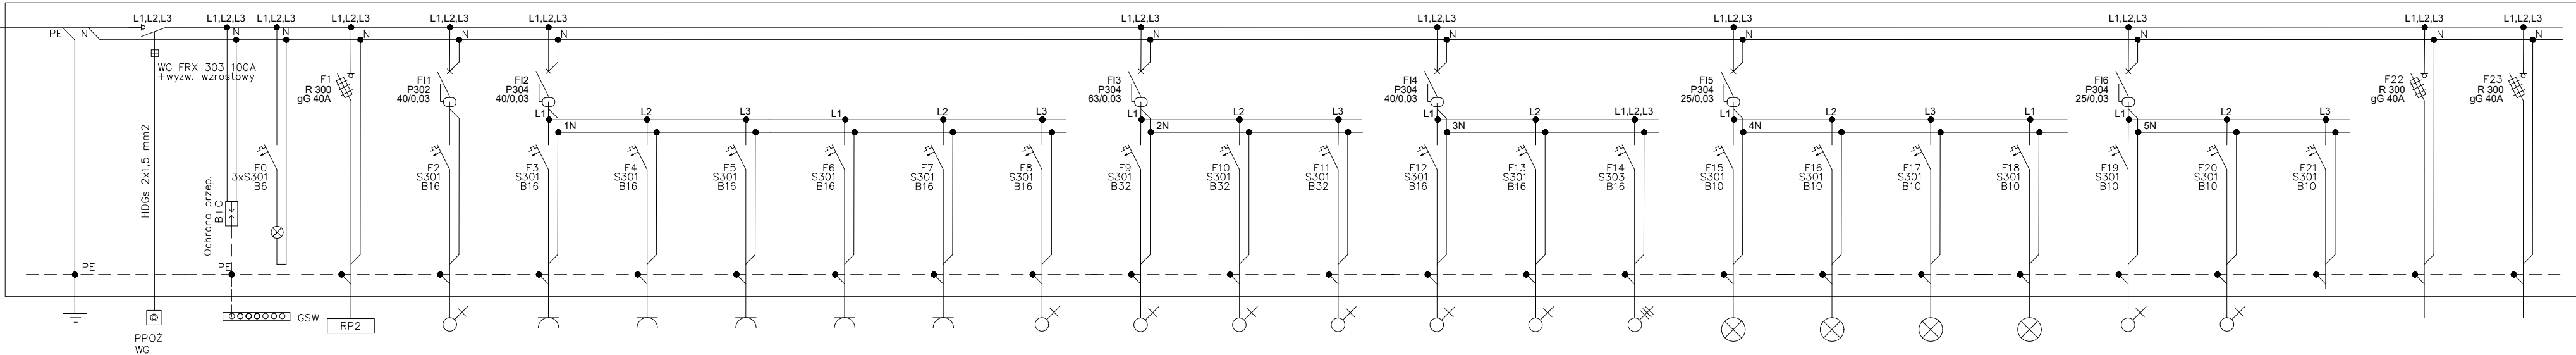 L1,L2,L3 L1,L2,L3 L1,L2,L3 L1,L2,L3 L1,L2,L3 L1,L2,L3 L1,L2,L3 L1,L2,L3 L1,L2,L3 L1,L2,L3 L1,L2,L3 L1,L2,L3
PE N N N N N N N N N N N N
WG FRX 303 100A
+wyzw. wzrostowy
HDGs 2x1,5 mm2
Ochrona przep.
B+C
F0
3xS301
B6
F1
R 300
gG 40A
FI1
P302
40/0,03
FI2
P304
40/0,03
FI3
P304
63/0,03
FI4
P304
40/0,03
FI5
P304
25/0,03
FI6
P304
25/0,03
F22
R 300
gG 40A
F23
R 300
gG 40A
L1 L2 L3 L1 L2 L3 L1 L2 L3 L1 L2 L1,L2,L3 L1 L2 L3 L1 L1 L2 L3
1N 2N 3N 4N 5N
F2
S301
B16
F3
S301
B16
F4
S301
B16
F5
S301
B16
F6
S301
B16
F7
S301
B16
F8
S301
B16
F9
S301
B32
F10
S301
B32
F11
S301
B32
F12
S301
B16
F13
S301
B16
F14
S303
B16
F15
S301
B10
F16
S301
B10
F17
S301
B10
F18
S301
B10
F19
S301
B10
F20
S301
B10
F21
S301
B10
PE PE
PPOŻ
WG
GSW
RP2